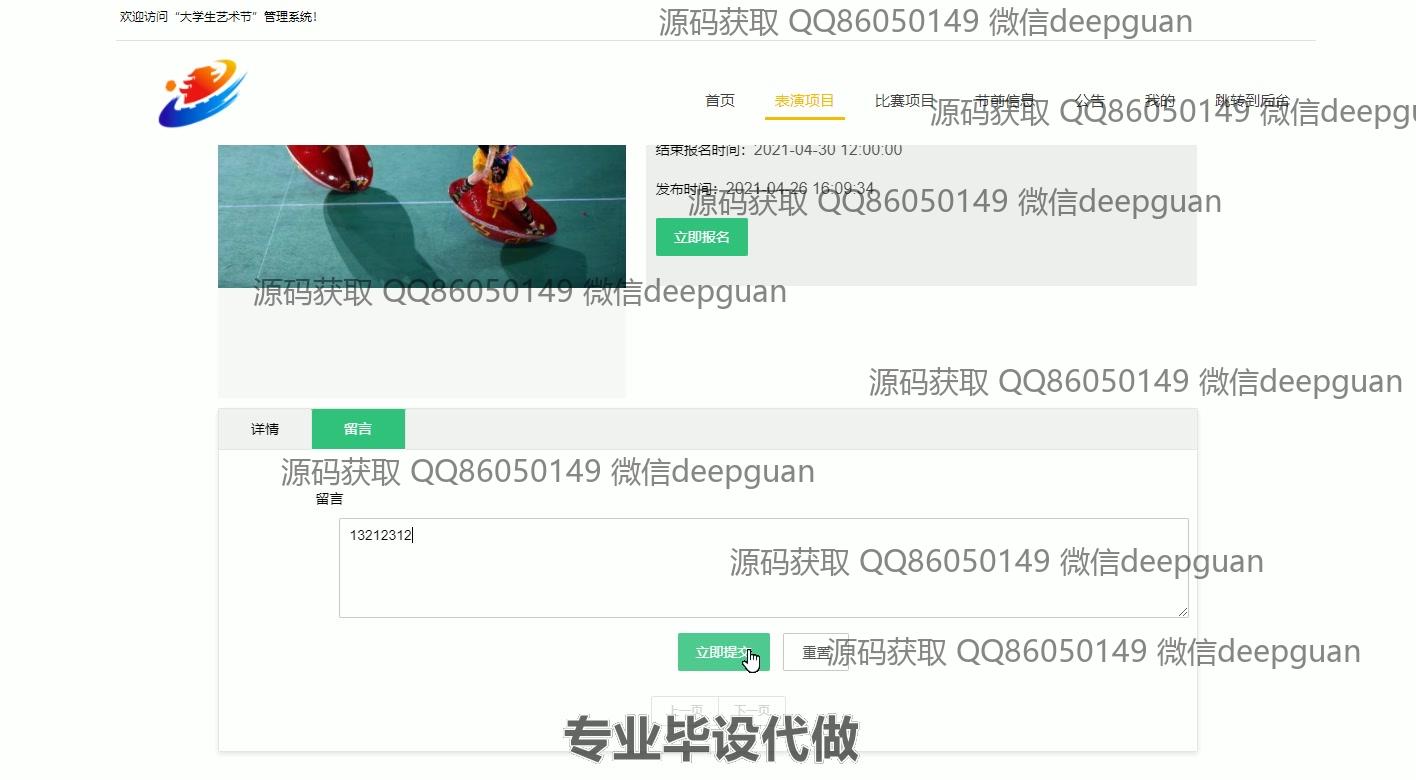 欢迎访问“大学生艺术节”管理系统！
源码获取 QQ86050149 微信deepguan
首页 表演项目 比赛项目 节前信息 公告 我的 跳转到后台
源码获取 QQ86050149 微信deepgu
结束报名时间：2021-04-30 12:00:00
发布时间：2021-04-26 16:09:34
源码获取 QQ86050149 微信deepguan
立即报名
源码获取 QQ86050149 微信deepguan
源码获取 QQ86050149 微信deepguan
详情 留言
源码获取 QQ86050149 微信deepguan
留言
13212312
源码获取 QQ86050149 微信deepguan
立即提交 重置
源码获取 QQ86050149 微信deepguan
上一页 下一页
专业毕设代做